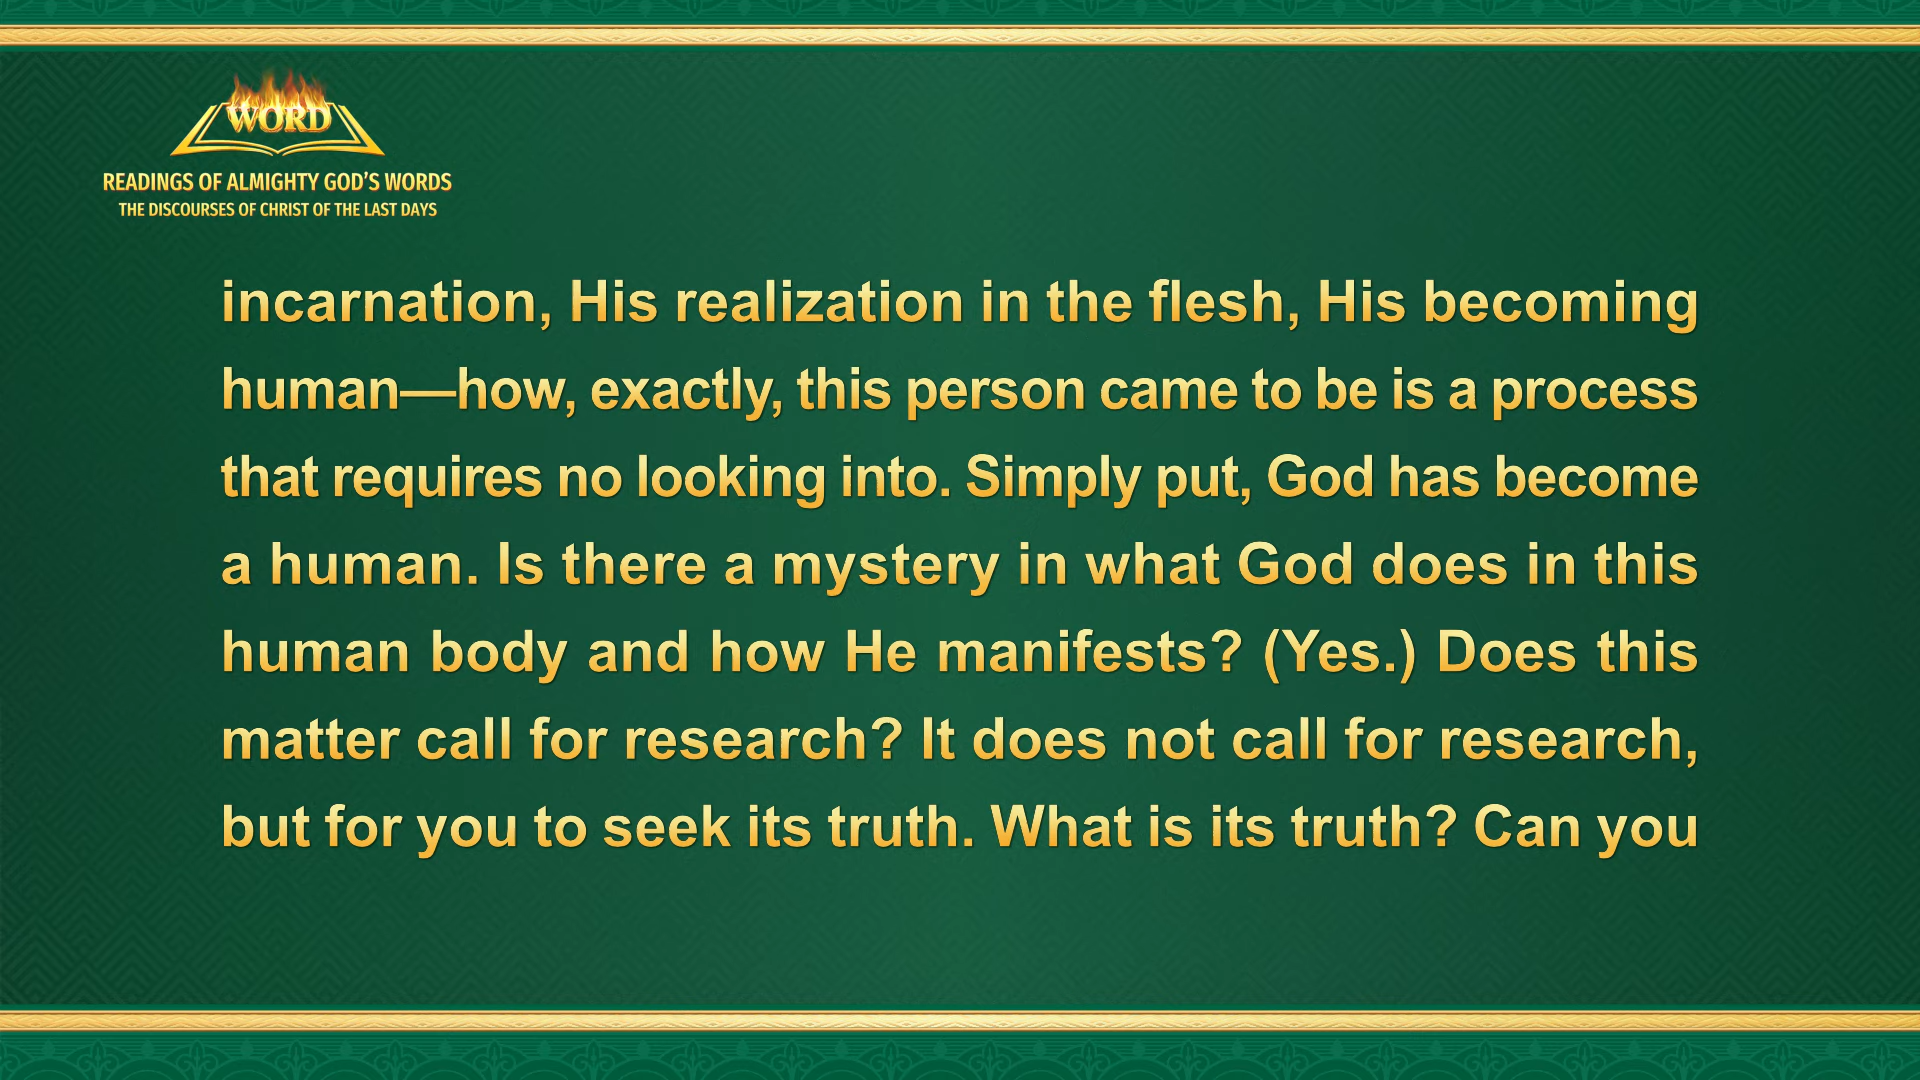 WORD
READINGS OF ALMIGHTY GOD'S WORDS
THE DISCOURSES OF CHRIST OF THE LAST DAYS
incarnation, His realization in the flesh, His becoming
human—how, exactly, this person came to be is a process
that requires no looking into. Simply put, God has become
a human. Is there a mystery in what God does in this
human body and how He manifests? (Yes.) Does this
matter call for research? It does not call for research,
but for you to seek its truth. What is its truth? Can you